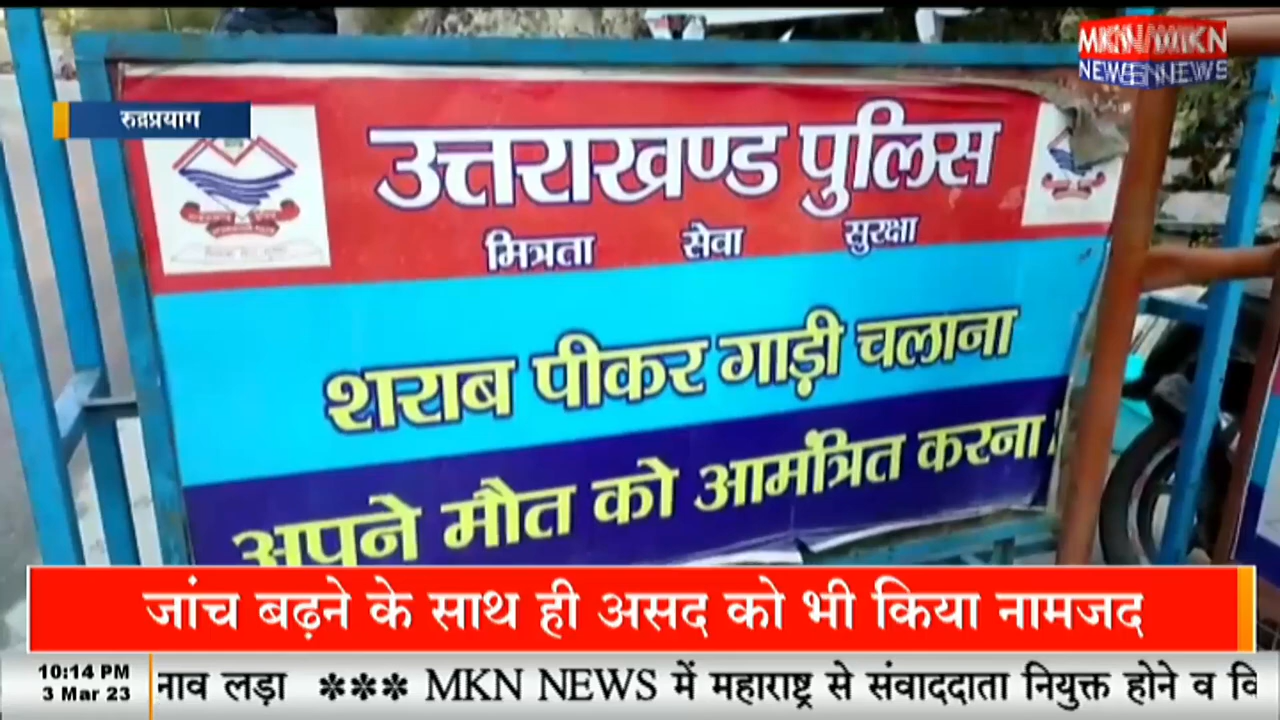 MKN
NEWS
रुद्रप्रयाग
उत्तराखण्ड पुलिस
मित्रता सेवा सुरक्षा
शराब पीकर गाड़ी चलाना
अपने मौत को आमंत्रित करना
जांच बढ़ने के साथ ही असद को भी किया नामजद
10:14 PM
3 Mar 23
नाव लड़ा *** MKN NEWS में महाराष्ट्र से संवाददाता नियुक्त होने व वि